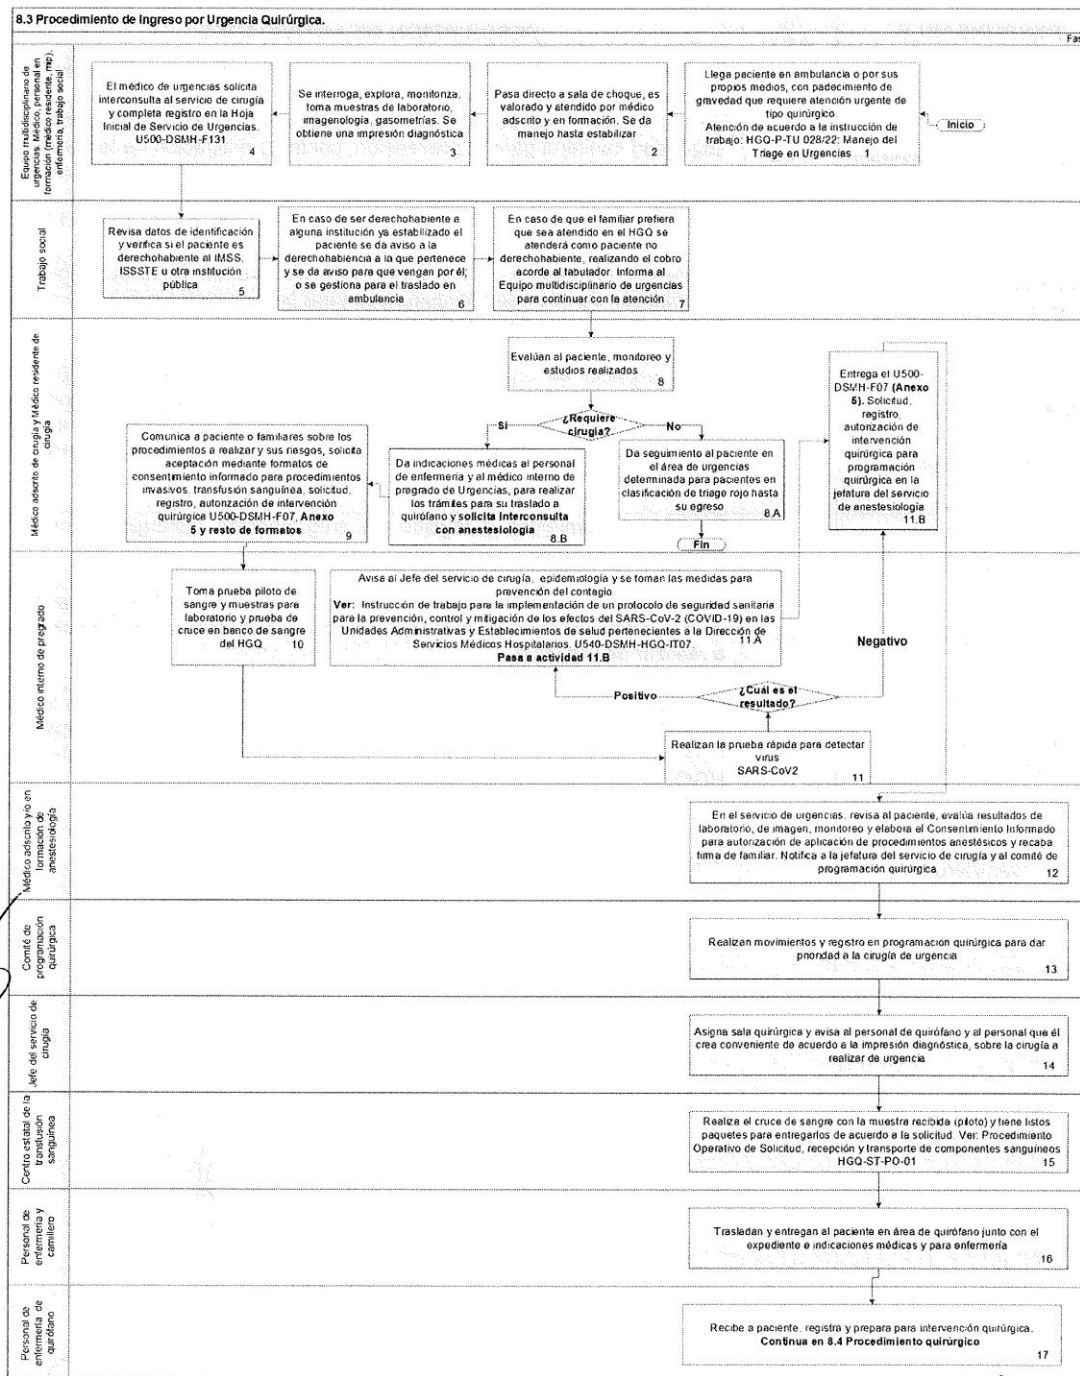 8.3 Procedimiento de Ingreso por Urgencia Quirúrgica.
Fas
Equipo multidisciplinario de
urgencias. Médico, personal en
formación (médico residente, mip),
enfermería, trabajo social
Inicio
Llega paciente en ambulancia o por sus
propios medios, con padecimiento de
gravedad que requiere atención urgente de
tipo quirúrgico.
Atención de acuerdo a la instrucción de
trabajo: HGQ-P-TU 028/22: Manejo del
Triage en Urgencias 1
Pasa directo a sala de choque, es
valorado y atendido por médico
adscrito y en formación. Se da
manejo hasta estabilizar
2
Se interroga, explora, monitoriza,
toma muestras de laboratorio,
imagenología, gasometrías. Se
obtiene una impresión diagnóstica
3
El médico de urgencias solicita
interconsulta al servicio de cirugía
y completa registro en la Hoja
Inicial de Servicio de Urgencias.
U500-DSMH-F131
4
Trabajo social
Revisa datos de identificación
y verifica si el paciente es
derechohabiente al IMSS,
ISSSTE u otra institución
pública
5
En caso de ser derechohabiente a
alguna institución ya estabilizado el
paciente se da aviso a la
derechohabiencia a la que pertenece
y se da aviso para que vengan por él;
o se gestiona para el traslado en
ambulancia
6
En caso de que el familiar prefiera
que sea atendido en el HGQ se
atenderá como paciente no
derechohabiente, realizando el cobro
acorde al tabulador. Informa al
Equipo multidisciplinario de urgencias
para continuar con la atención
7
Médico adscrito de cirugía y Médico residente de
cirugía
Evalúan al paciente, monitoreo y
estudios realizados
8
¿Requiere
cirugía?
Si
No
Da seguimiento al paciente en
el área de urgencias
determinada para pacientes en
clasificación de triage rojo hasta
su egreso
8.A
Fin
Da indicaciones médicas al personal
de enfermería y al médico interno de
pregrado de Urgencias, para realizar
los trámites para su traslado a
quirófano y solicita Interconsulta
con anestesiología
8.B
Comunica a paciente o familiares sobre los
procedimientos a realizar y sus riesgos, solicita
aceptación mediante formatos de
consentimiento informado para procedimientos
invasivos, transfusión sanguínea, solicitud,
registro, autorización de intervención
quirúrgica U500-DSMH-F07, Anexo
5 y resto de formatos
9
Entrega el U500-
DSMH-F07 (Anexo
5). Solicitud,
registro,
autorización de
intervención
quirúrgica para
programación
quirúrgica en la
jefatura del servicio
de anestesiología
11.B
Médico interno de pregrado
Toma prueba piloto de
sangre y muestras para
laboratorio y prueba de
cruce en banco de sangre
del HGQ
10
Avisa al Jefe del servicio de cirugía, epidemiología y se toman las medidas para
prevención del contagio
Ver: Instrucción de trabajo para la implementación de un protocolo de seguridad sanitaria
para la prevención, control y mitigación de los efectos del SARS-CoV-2 (COVID-19) en las
Unidades Administrativas y Establecimientos de salud pertenecientes a la Dirección de
Servicios Médicos Hospitalarios. U540-DSMH-HGQ-IT07
11.A
Pasa a actividad 11.B
Positivo
¿Cuál es el
resultado?
Negativo
Realizan la prueba rápida para detectar
virus
SARS-CoV2
11
Médico adscrito y/o en
formación de
anestesiología
En el servicio de urgencias, revisa al paciente, evalúa resultados de
laboratorio, de imagen, monitoreo y elabora el Consentimiento Informado
para autorización de aplicación de procedimientos anestésicos y recaba
firma de familiar. Notifica a la jefatura del servicio de cirugía y al comité de
programación quirúrgica
12
Comité de
programación
quirúrgica
Realizan movimientos y registro en programación quirúrgica para dar
prioridad a la cirugía de urgencia
13
Jefe del servicio de
cirugía
Asigna sala quirúrgica y avisa al personal de quirófano y al personal que él
crea conveniente de acuerdo a la impresión diagnóstica, sobre la cirugía a
realizar de urgencia
14
Centro estatal de la
transfusión
sanguínea
Realiza el cruce de sangre con la muestra recibida (piloto) y tiene listos
paquetes para entregarlos de acuerdo a la solicitud. Ver: Procedimiento
Operativo de Solicitud, recepción y transporte de componentes sanguíneos
HGQ-ST-PO-01
15
Personal de
enfermería y
camillero
Trasladan y entregan al paciente en área de quirófano junto con el
expediente e indicaciones médicas y para enfermería
16
Personal de
enfermería de
quirófano
Recibe a paciente, registra y prepara para intervención quirúrgica.
Continua en 8.4 Procedimiento quirúrgico
17